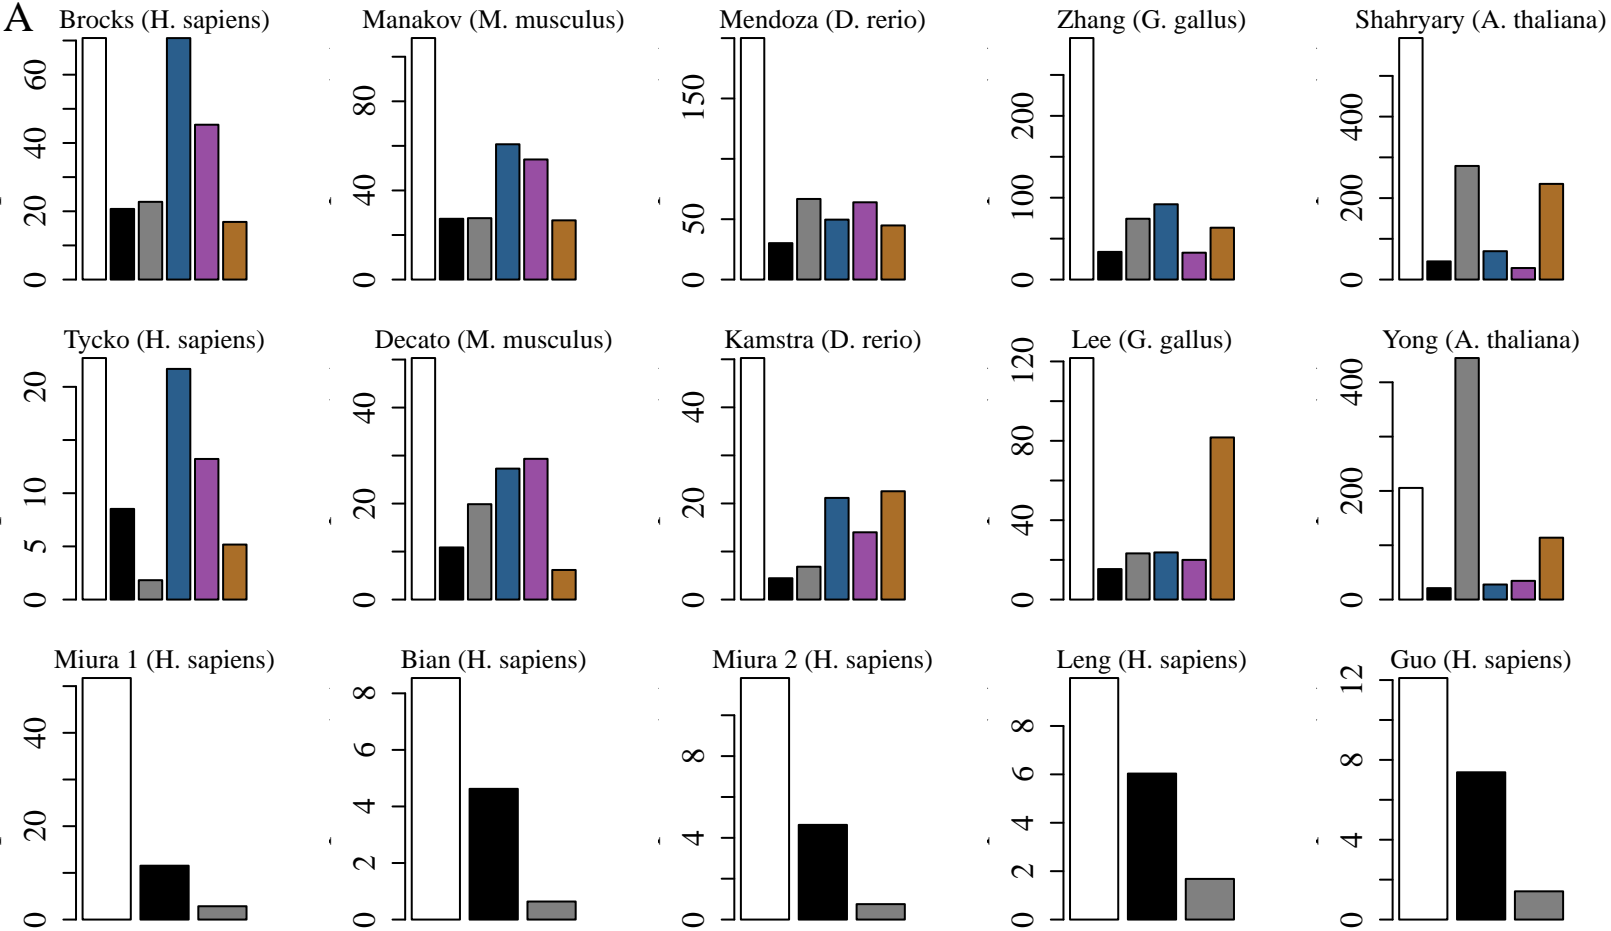 A
Brocks (H. sapiens)
0 20 40 60
Manakov (M. musculus)
0 40 80
Mendoza (D. rerio)
0 50 150
Zhang (G. gallus)
0 100 200
Shahryary (A. thaliana)
0 200 400
Tycko (H. sapiens)
0 5 10 20
Decato (M. musculus)
0 20 40
Kamstra (D. rerio)
0 20 40
Lee (G. gallus)
0 40 80 120
Yong (A. thaliana)
0 200 400
Miura 1 (H. sapiens)
0 20 40
Bian (H. sapiens)
0 2 4 6 8
Miura 2 (H. sapiens)
0 4 8
Leng (H. sapiens)
0 2 4 6 8
Guo (H. sapiens)
0 4 8 12